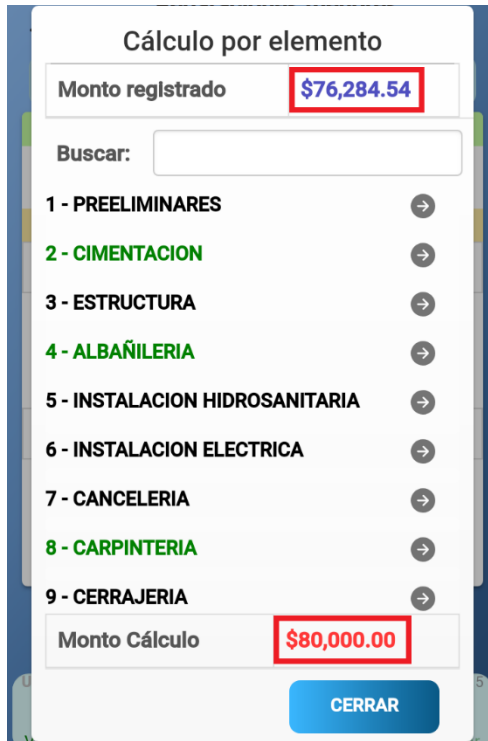 Cálculo por elemento
Monto registrado $76,284.54
Buscar:
1 - PREELIMINARES
2 - CIMENTACION
3 - ESTRUCTURA
4 - ALBAÑILERIA
5 - INSTALACION HIDROSANITARIA
6 - INSTALACION ELECTRICA
7 - CANCELERIA
8 - CARPINTERIA
9 - CERRAJERIA
Monto Cálculo $80,000.00
CERRAR